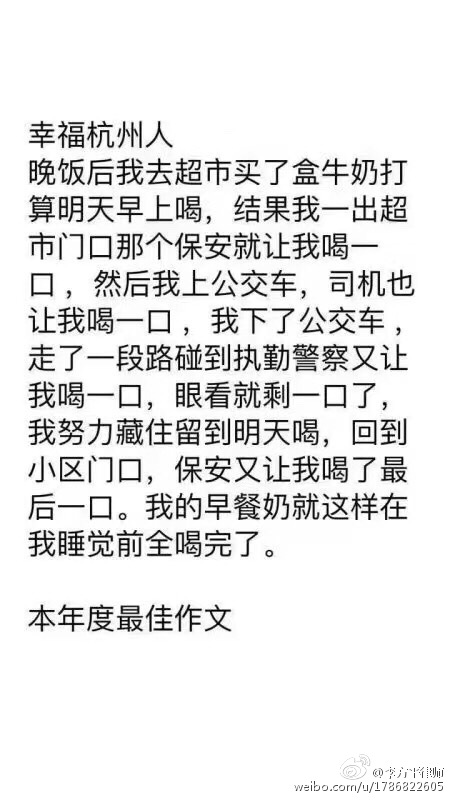 幸福杭州人
晚饭后我去超市买了盒牛奶打
算明天早上喝，结果我一出超
市门口那个保安就让我喝一
口 ，然后我上公交车，司机也
让我喝一口 ，我下了公交车 ，
走了一段路碰到执勤警察又让
我喝一口，眼看就剩一口了，
我努力藏住留到明天喝，回到
小区门口，保安又让我喝了最
后一口。我的早餐奶就这样在
我睡觉前全喝完了。
本年度最佳作文
weibo.com/u/1786822605